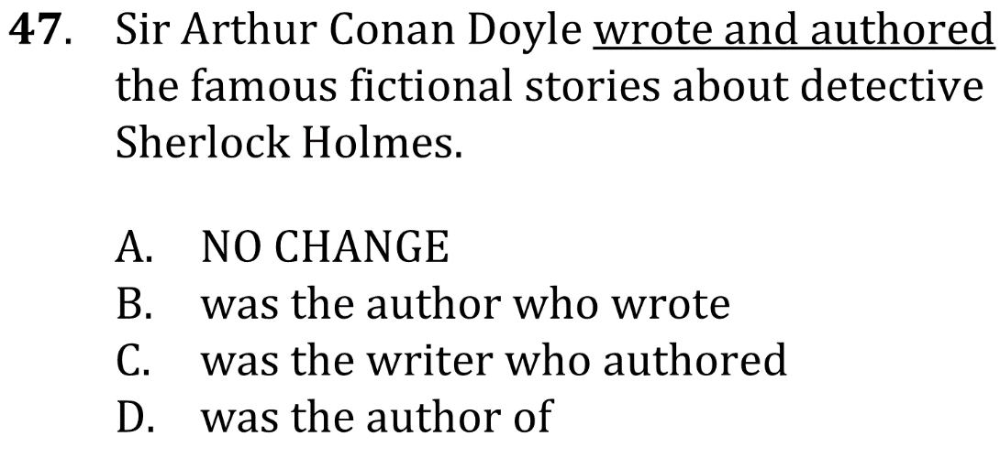 47. Sir Arthur Conan Doyle wrote and authored
the famous fictional stories about detective
Sherlock Holmes.
A. NO CHANGE
B. was the author who wrote
C. was the writer who authored
D. was the author of